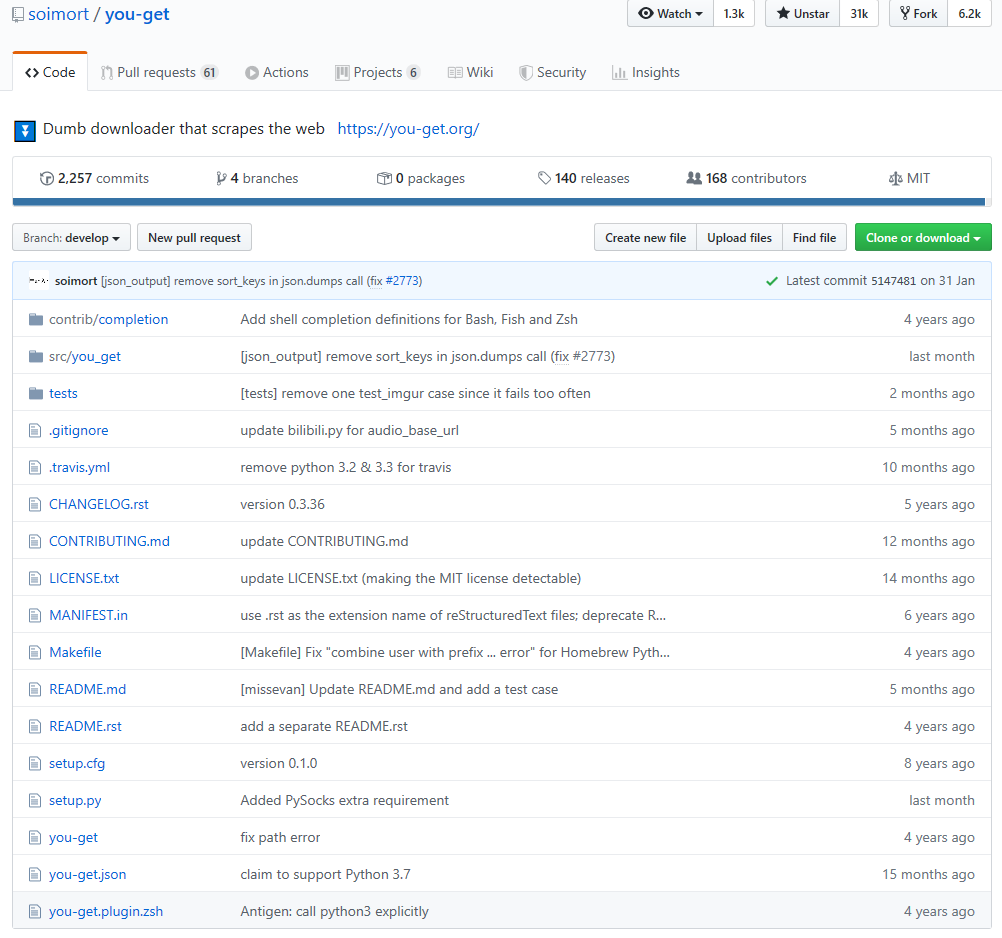 soimort / you-get Watch 1.3k Unstar 31k Fork 6.2k
Code Pull requests 61 Actions Projects 6 Wiki Security Insights
Dumb downloader that scrapes the web https://you-get.org/
2,257 commits 4 branches 0 packages 140 releases 168 contributors MIT
Branch: develop New pull request Create new file Upload files Find file Clone or download
soimort [json_output] remove sort_keys in json.dumps call (fix #2773) Latest commit 5147481 on 31 Jan
contrib/completion Add shell completion definitions for Bash, Fish and Zsh 4 years ago
src/you_get [json_output] remove sort_keys in json.dumps call (fix #2773) last month
tests [tests] remove one test_imgur case since it fails too often 2 months ago
.gitignore update bilibili.py for audio_base_url 5 months ago
.travis.yml remove python 3.2 & 3.3 for travis 10 months ago
CHANGELOG.rst version 0.3.36 5 years ago
CONTRIBUTING.md update CONTRIBUTING.md 12 months ago
LICENSE.txt update LICENSE.txt (making the MIT license detectable) 14 months ago
MANIFEST.in use .rst as the extension name of reStructuredText files; deprecate R... 6 years ago
Makefile [Makefile] Fix "combine user with prefix ... error" for Homebrew Pyth... 4 years ago
README.md [missevan] Update README.md and add a test case 5 months ago
README.rst add a separate README.rst 4 years ago
setup.cfg version 0.1.0 8 years ago
setup.py Added PySocks extra requirement last month
you-get fix path error 4 years ago
you-get.json claim to support Python 3.7 15 months ago
you-get.plugin.zsh Antigen: call python3 explicitly 4 years ago